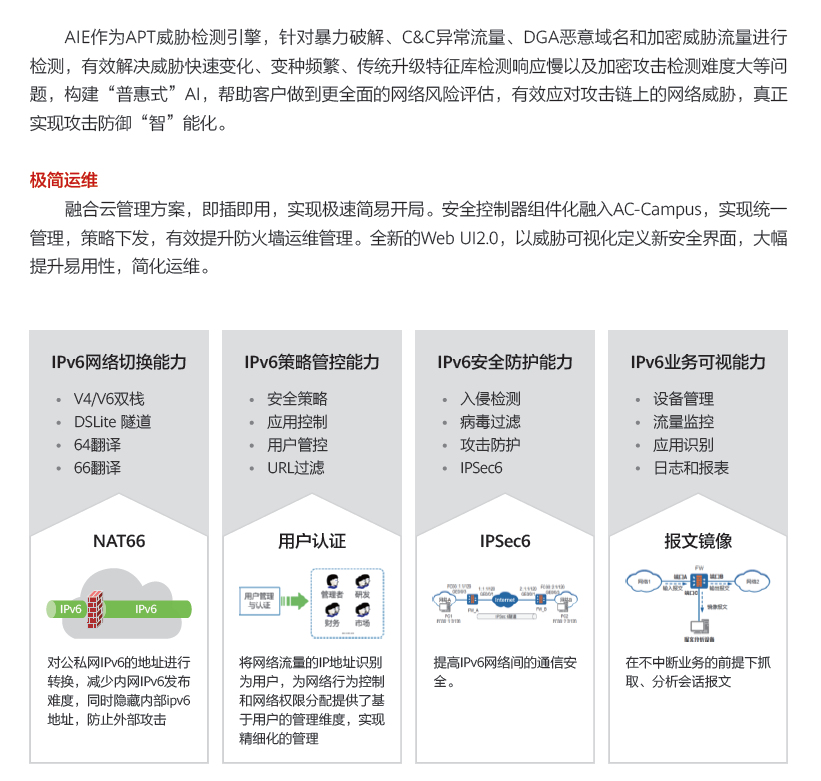 AIE作为APT威胁检测引擎，针对暴力破解、C&C异常流量、DGA恶意域名和加密威胁流量进行
检测，有效解决威胁快速变化、变种频繁、传统升级特征库检测响应慢以及加密攻击检测难度大等问
题，构建“普惠式”AI，帮助客户做到更全面的网络风险评估，有效应对攻击链上的网络威胁，真正
实现攻击防御“智”能化。
极简运维
融合云管理方案，即插即用，实现极速简易开局。安全控制器组件化融入AC-Campus，实现统一
管理，策略下发，有效提升防火墙运维管理。全新的Web UI2.0，以威胁可视化定义新安全界面，大幅
提升易用性，简化运维。
IPv6网络切换能力
• V4/V6双栈
• DSLite 隧道
• 64翻译
• 66翻译
NAT66
IPv6
IPv6
对公私网IPv6的地址进行
转换，减少内网IPv6发布
难度，同时隐藏内部ipv6
地址，防止外部攻击
IPv6策略管控能力
• 安全策略
• 应用控制
• 用户管控
• URL过滤
用户认证
用户管理
与认证
管理者
研发
财务
市场
将网络流量的IP地址识别
为用户，为网络行为控制
和网络权限分配提供了基
于用户的管理维度，实现
精细化的管理
IPv6安全防护能力
• 入侵检测
• 病毒过滤
• 攻击防护
• IPSec6
IPSec6
Internet
FW_A
FW_B
提高IPv6网络间的通信安
全。
IPv6业务可视能力
• 设备管理
• 流量监控
• 应用识别
• 日志和报表
报文镜像
FW
网络1
接口A
接口B
网络2
输入报文
输出报文
接口C
镜像报文
报文分析设备
在不中断业务的前提下抓
取、分析会话报文